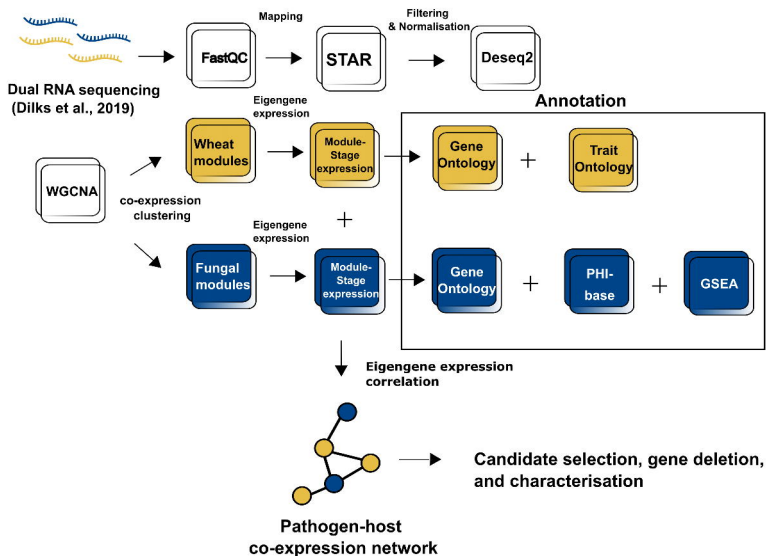 Mapping
Filtering
& Normalisation
FastQC
STAR
Deseq2
Dual RNA sequencing
(Dilks et al., 2019)
Annotation
Eigengene
expression
Wheat
modules
Module-
Stage
expression
Gene
Ontology
+
Trait
Ontology
WGCNA
co-expression
clustering
+
Eigengene
expression
Fungal
modules
Module-
Stage
expression
Gene
Ontology
+
PHI-
base
+
GSEA
Eigengene expression
correlation
Candidate selection, gene deletion,
and characterisation
Pathogen-host
co-expression network